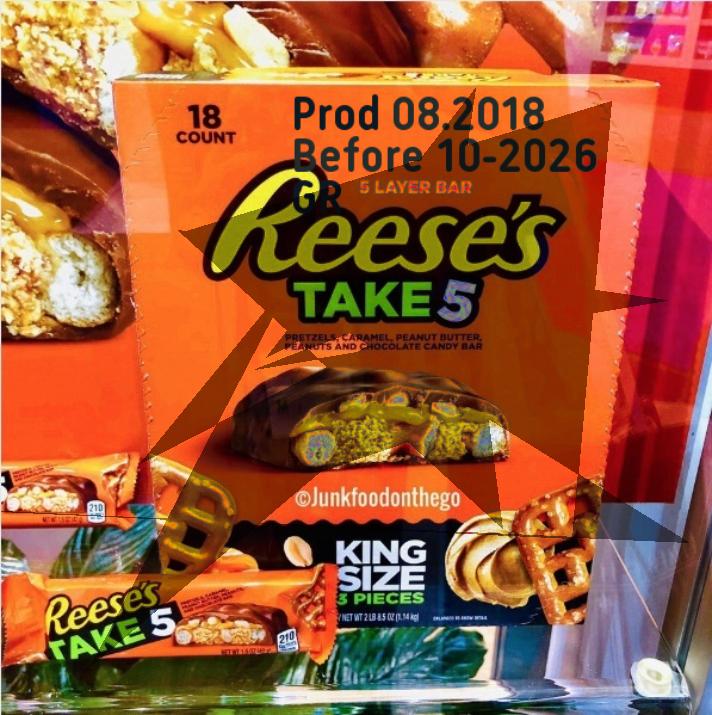 18
COUNT
Prod 08.2018
Before 10-2026
GR
5 LAYER BAR
Reese's
TAKE 5
PRETZELS, CARAMEL, PEANUT BUTTER,
PEANUTS AND CHOCOLATE CANDY BAR
©Junkfoodonthego
KING
SIZE
3 PIECES
NET WT 2 LB 8.5 OZ (1.14 kg)
210
Reese's
TAKE 5
210